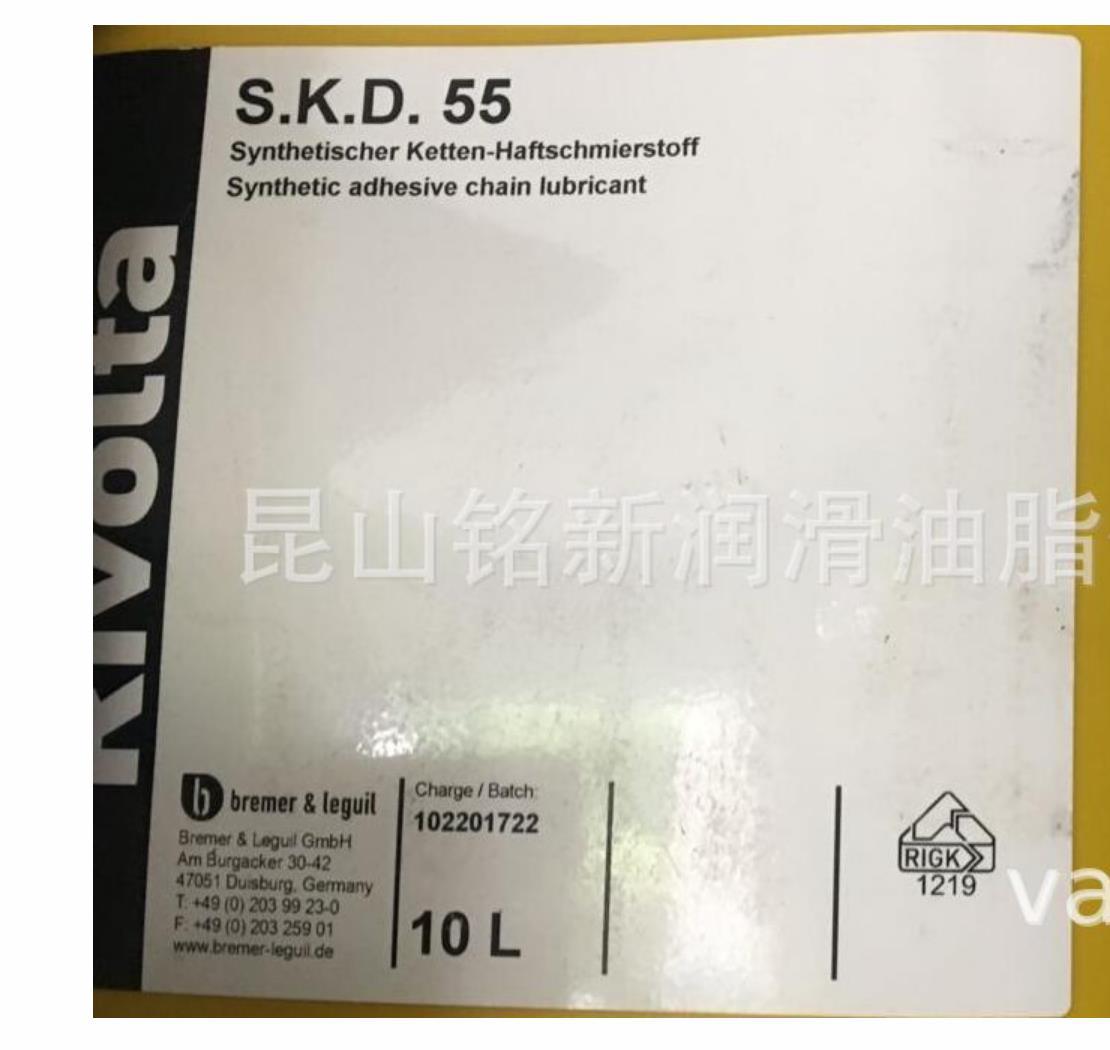 S.K.D. 55
Synthetischer Ketten-Haftschmierstoff
Synthetic adhesive chain lubricant
rivolta
昆山铭新润滑油脂
bremer & leguil
Bremer & Leguil GmbH
Am Burgacker 30-42
47051 Duisburg, Germany
T: +49 (0) 203 99 23-0
F: +49 (0) 203 259 01
www.bremer-leguil.de
Charge / Batch:
102201722
10 L
RIGK
1219
va